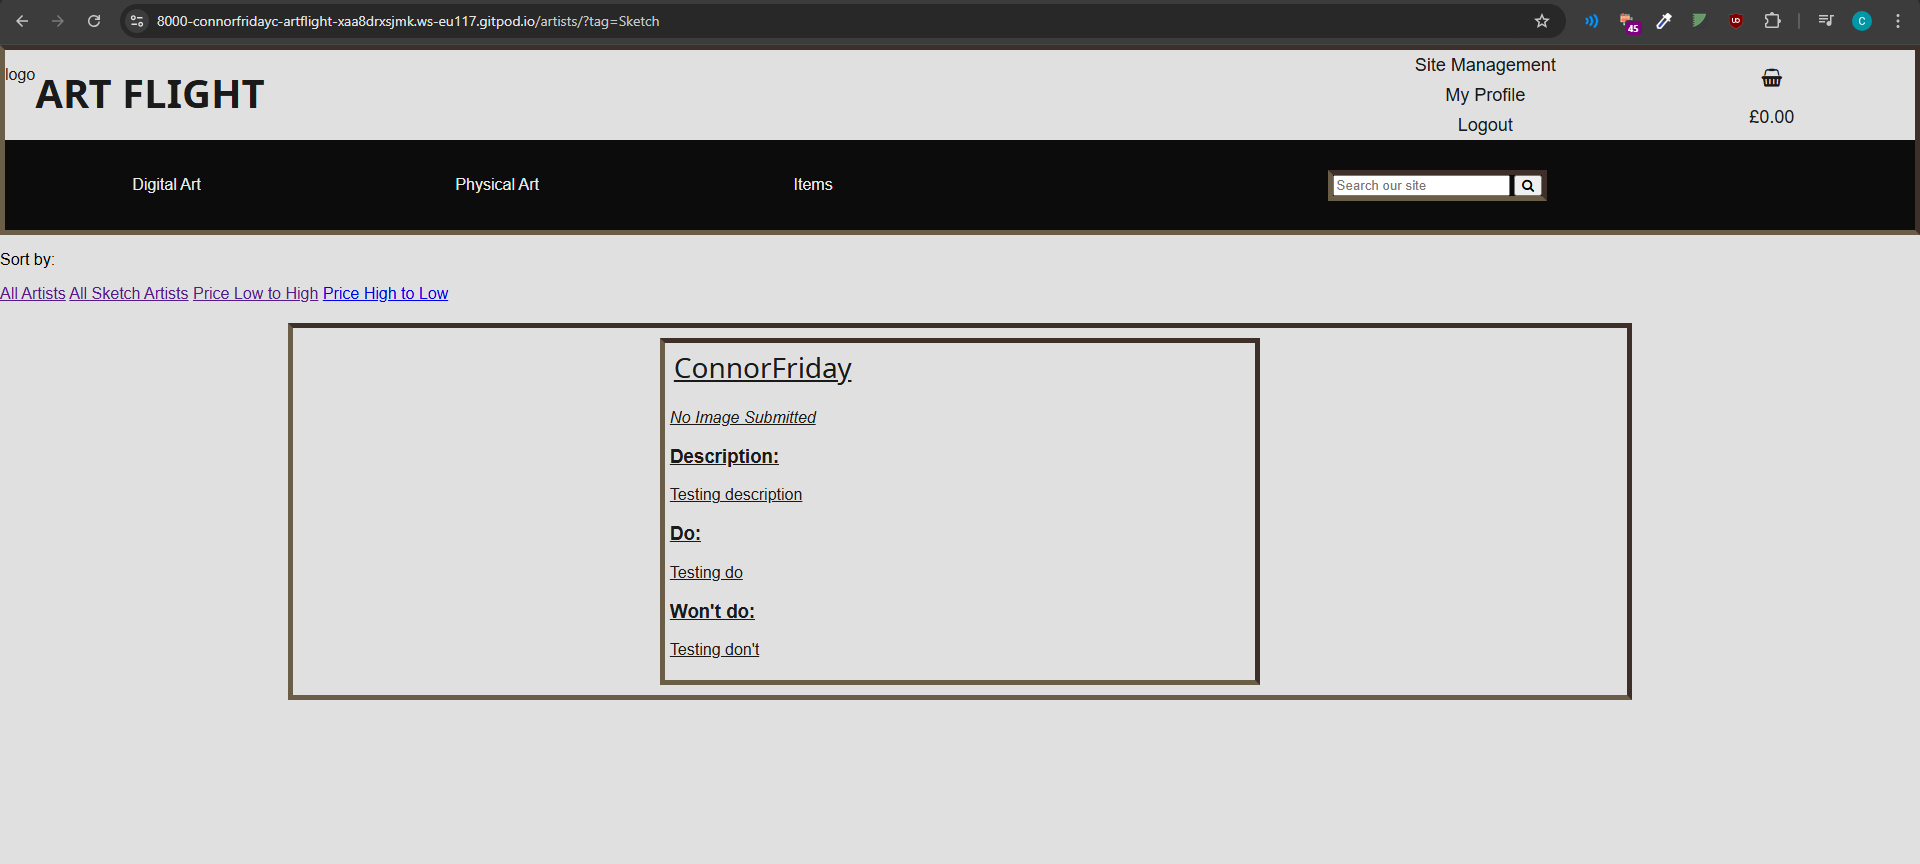 8000-connorfridayc-artflight-xaa8drxsjmk.ws-eu117.gitpod.io/artists/?tag=Sketch
45
C
logo
ART FLIGHT
Site Management
My Profile
Logout
£0.00
Digital Art
Physical Art
Items
Search our site
Sort by:
All Artists All Sketch Artists Price Low to High Price High to Low
ConnorFriday
No Image Submitted
Description:
Testing description
Do:
Testing do
Won't do:
Testing don't